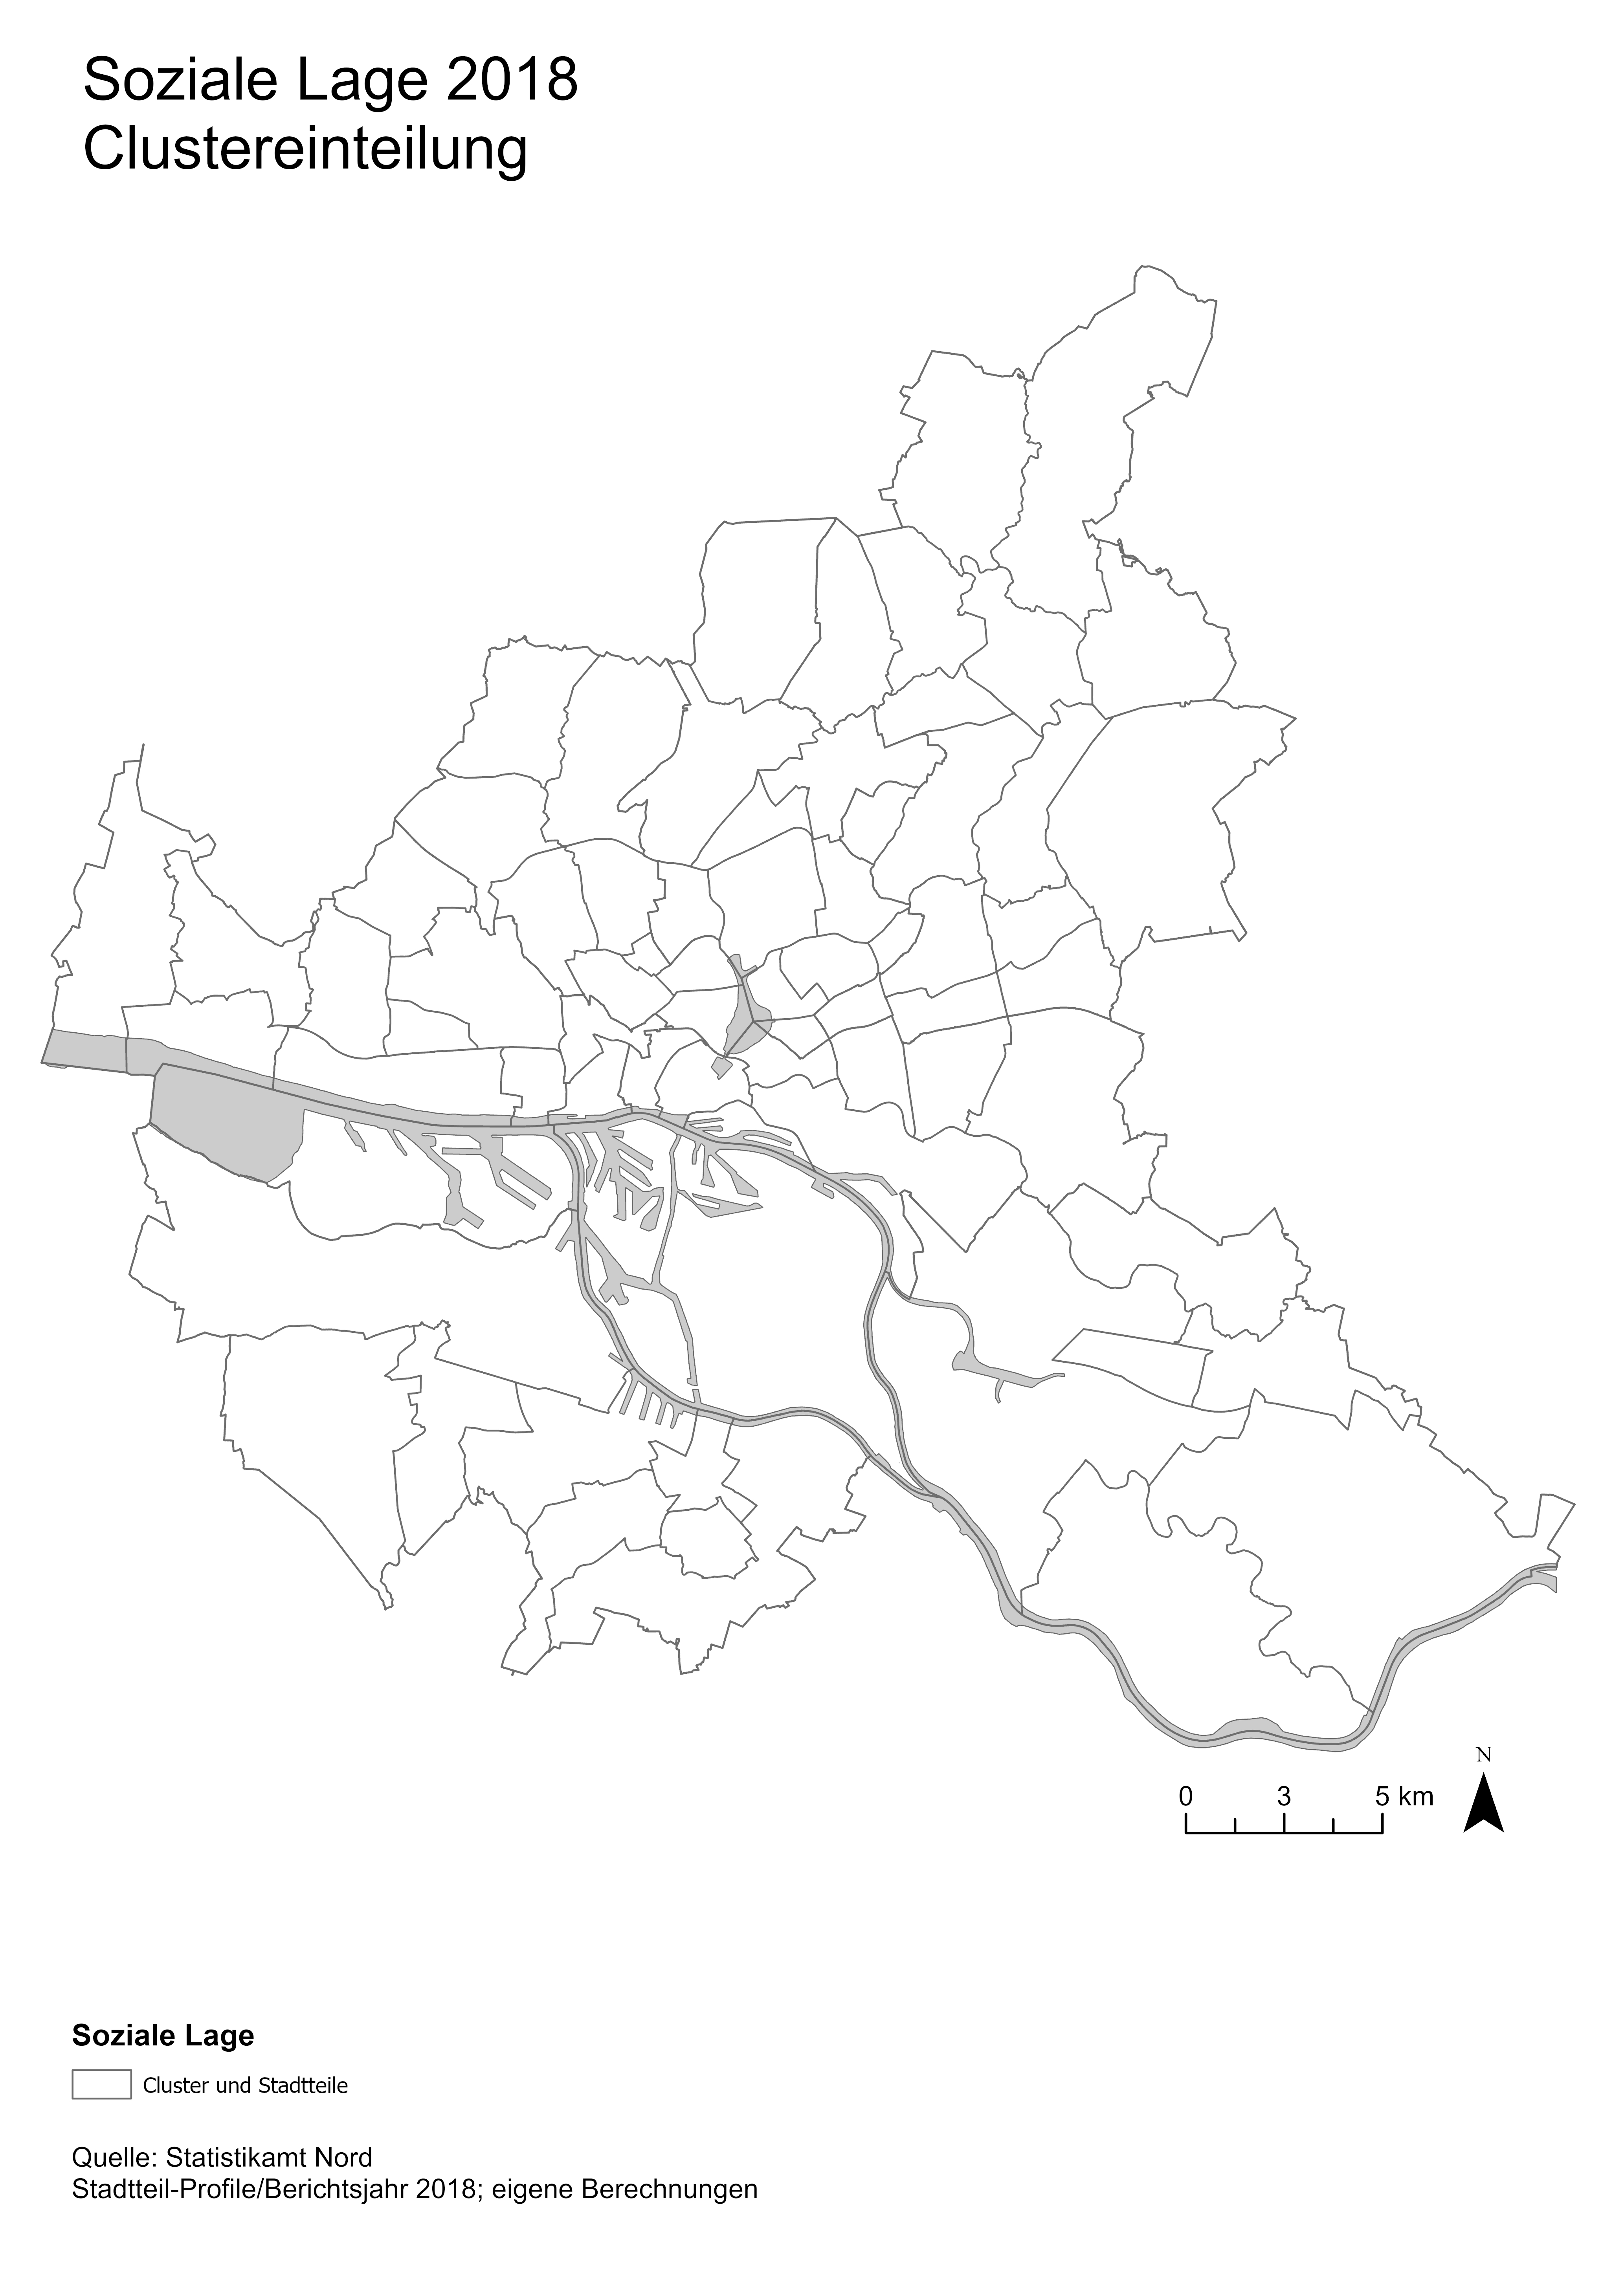 Soziale Lage 2018
Clustereinteilung
N
0 3 5 km
Soziale Lage
Cluster und Stadtteile
Quelle: Statistikamt Nord
Stadtteil-Profile/Berichtsjahr 2018; eigene Berechnungen